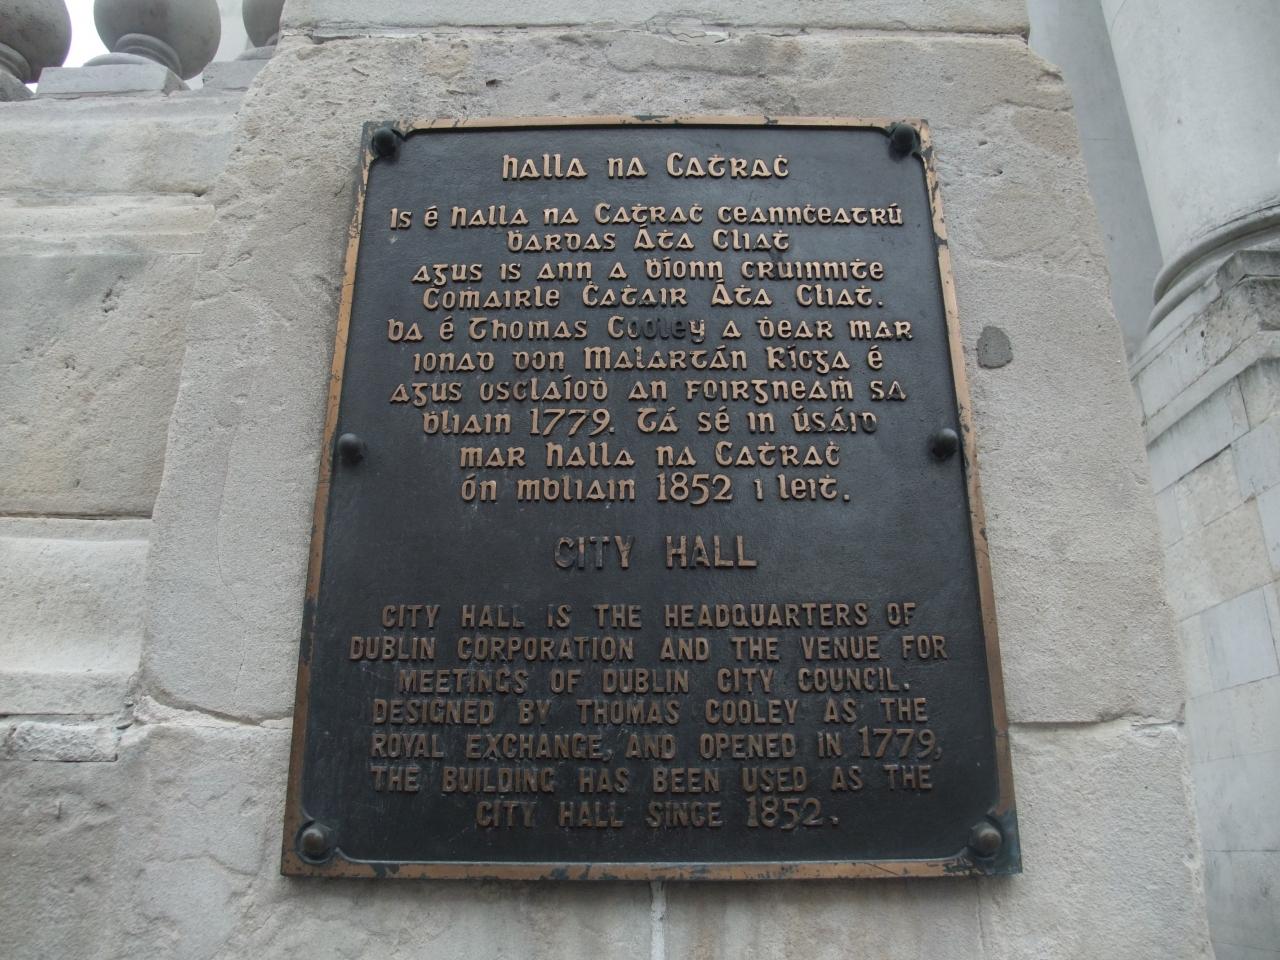 Halla na Caṫraċ
Is é Halla na Caṫraċ ceannċeaṫrú
Ḃardas Áṫa Cliaṫ
agus is ann a ḃíonn cruinniṫe
Coṁairle Ċaṫair Áṫa Cliaṫ.
Ba é Thomas Cooley a ḋear mar
ionad don Malartán Ríoga é
agus osclaíoḋ an foirgneaṁ sa
ḃliain 1779. Tá sé in úsáid
mar Halla na Caṫraċ
ón mbliain 1852 i leiṫ.
CITY HALL
CITY HALL IS THE HEADQUARTERS OF
DUBLIN CORPORATION AND THE VENUE FOR
MEETINGS OF DUBLIN CITY COUNCIL.
DESIGNED BY THOMAS COOLEY AS THE
ROYAL EXCHANGE, AND OPENED IN 1779,
THE BUILDING HAS BEEN USED AS THE
CITY HALL SINCE 1852.